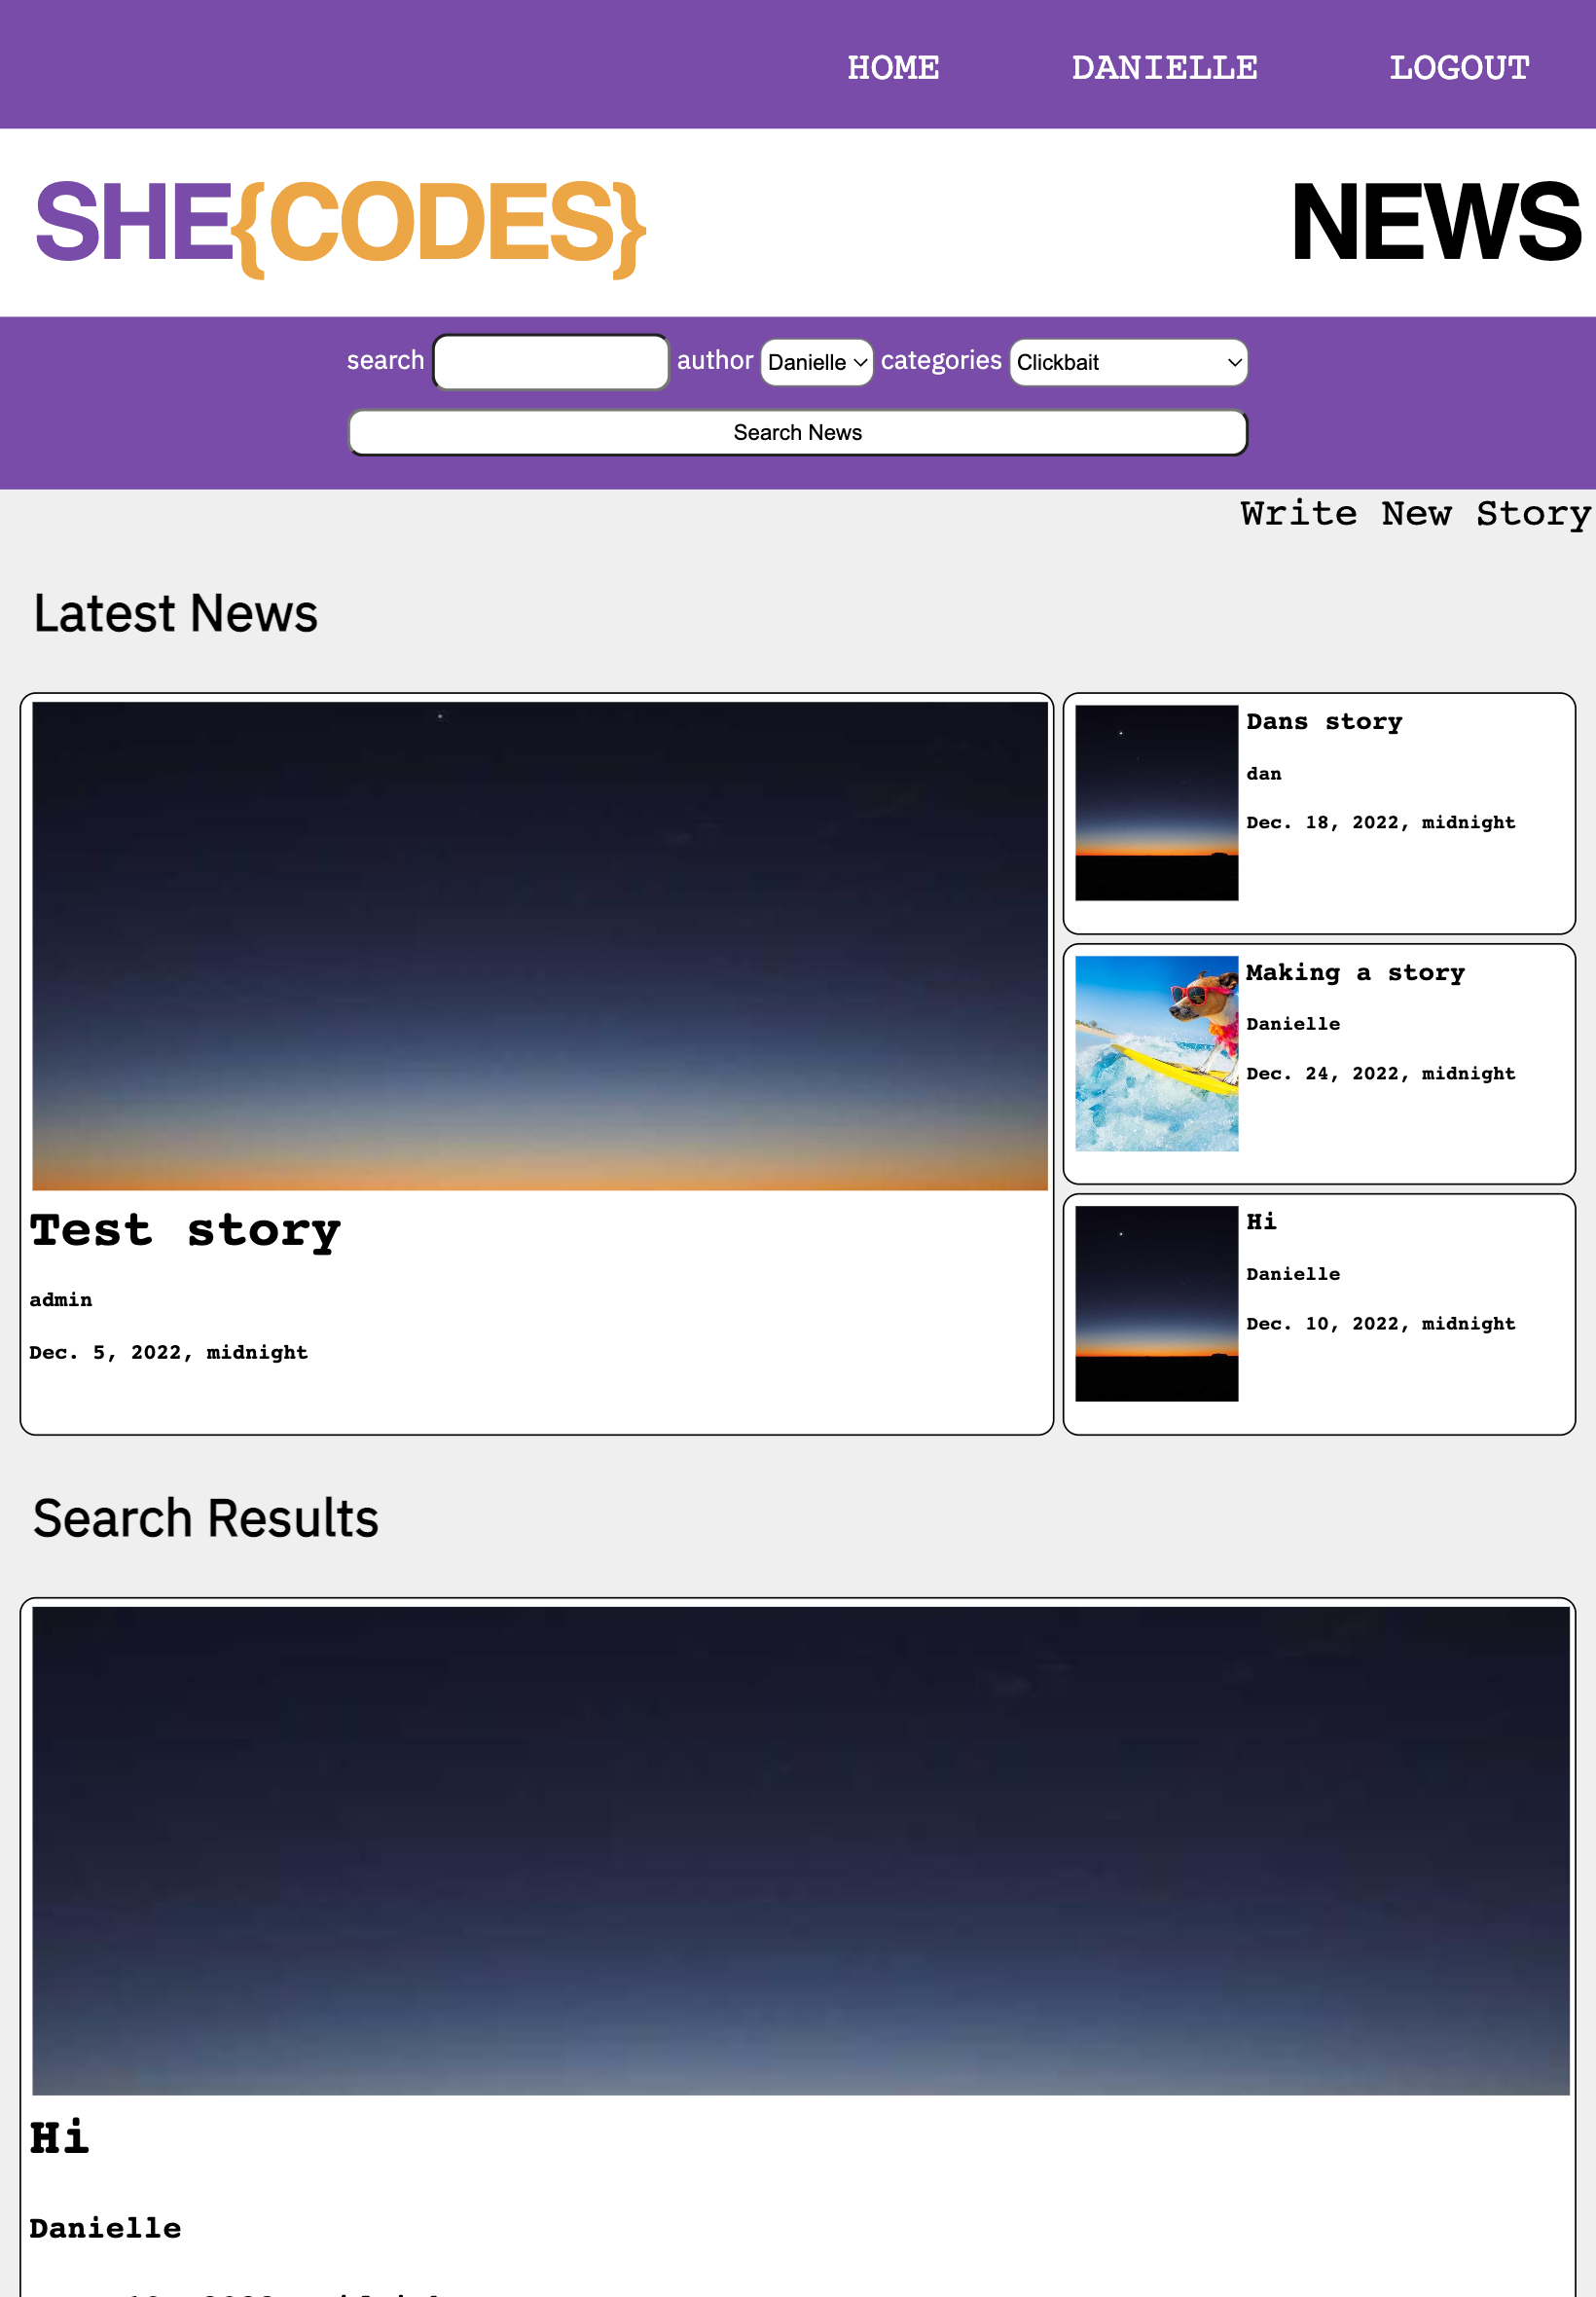 HOME DANIELLE LOGOUT
SHE{CODES} NEWS
search author Danielle categories Clickbait
Search News
Write New Story
Latest News
Test story
admin
Dec. 5, 2022, midnight
Dans story
dan
Dec. 18, 2022, midnight
Making a story
Danielle
Dec. 24, 2022, midnight
Hi
Danielle
Dec. 10, 2022, midnight
Search Results
Hi
Danielle